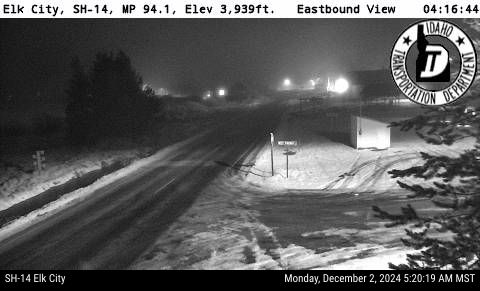 Elk City, SH-14, MP 94.1, Elev 3,939ft. Eastbound View 04:16:44
IDAHO
TRANSPORTATION DEPARTMENT
SH-14 Elk City Monday, December 2, 2024 5:20:19 AM MST